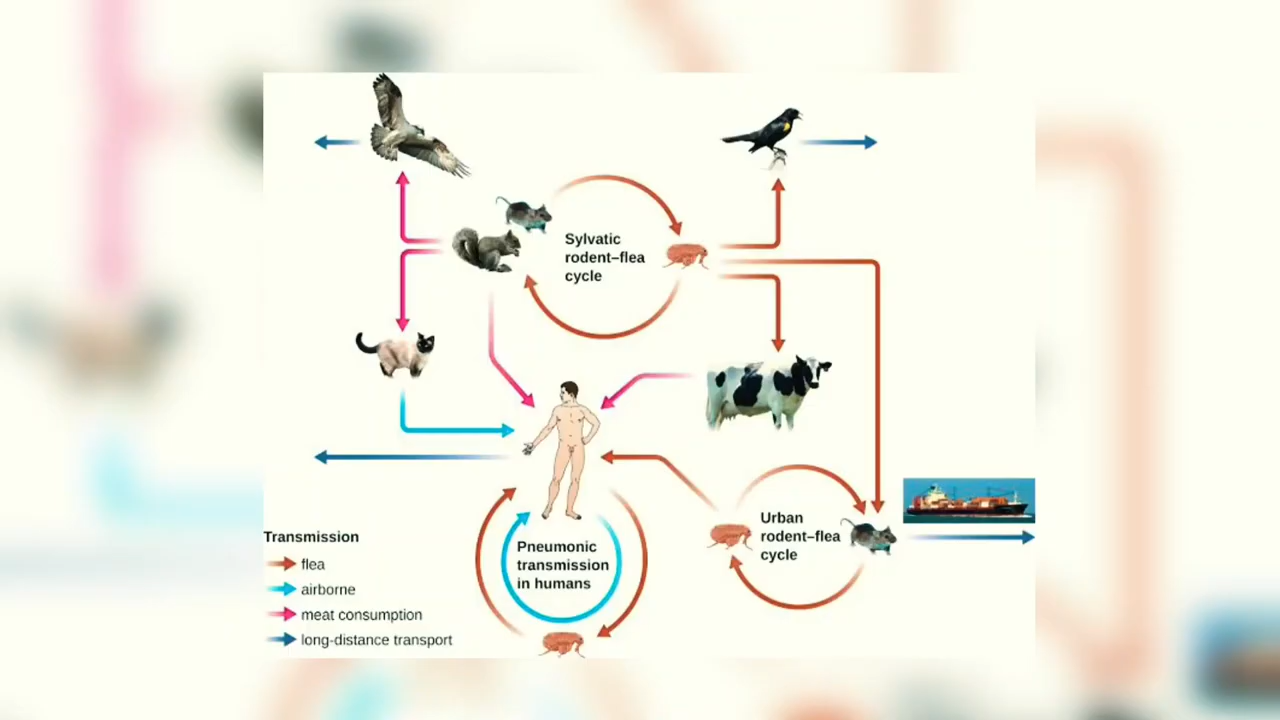 Sylvatic
rodent–flea
cycle
Urban
rodent–flea
cycle
Pneumonic
transmission
in humans
Transmission
flea
airborne
meat consumption
long-distance transport